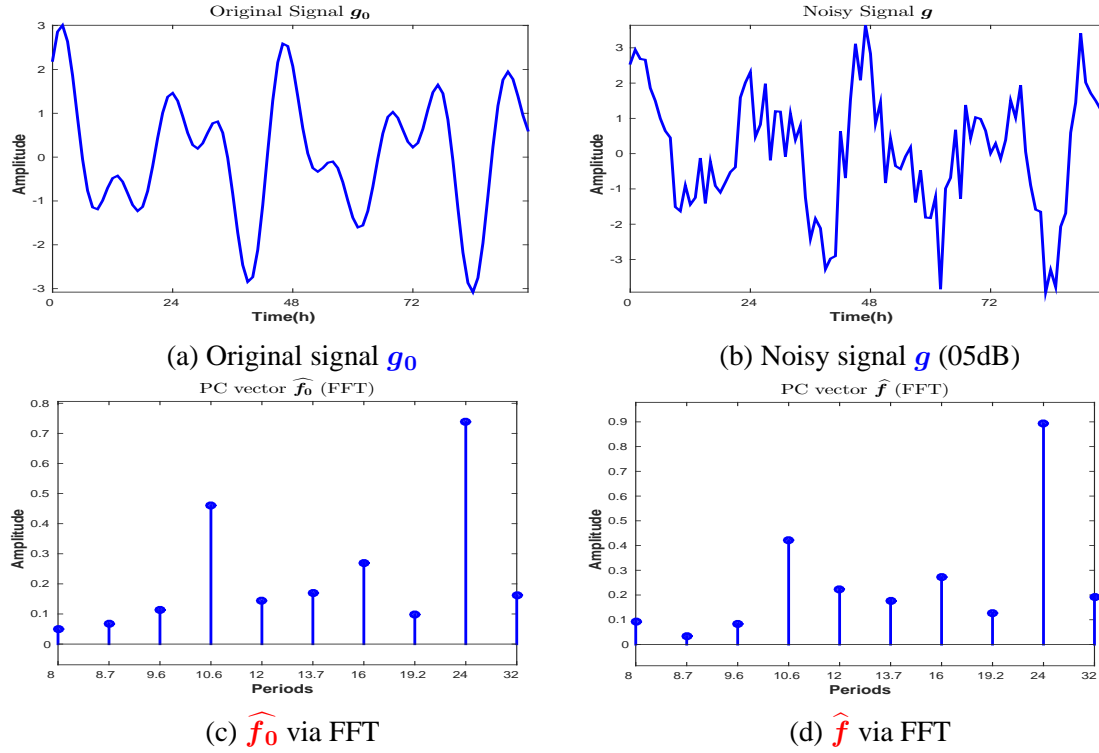 Original Signal g₀
3
2
1
0
-1
-2
-3
Amplitude
0 24 48 72
Time(h)
(a) Original signal g₀
Noisy Signal g
3
2
1
0
-1
-2
-3
Amplitude
0 24 48 72
Time(h)
(b) Noisy signal g (05dB)
PC vector f̂₀ (FFT)
0.8
0.7
0.6
0.5
0.4
0.3
0.2
0.1
0
Amplitude
8 8.7 9.6 10.6 12 13.7 16 19.2 24 32
Periods
(c) f̂₀ via FFT
PC vector f̂ (FFT)
0.9
0.8
0.7
0.6
0.5
0.4
0.3
0.2
0.1
0
Amplitude
8 8.7 9.6 10.6 12 13.7 16 19.2 24 32
Periods
(d) f̂ via FFT